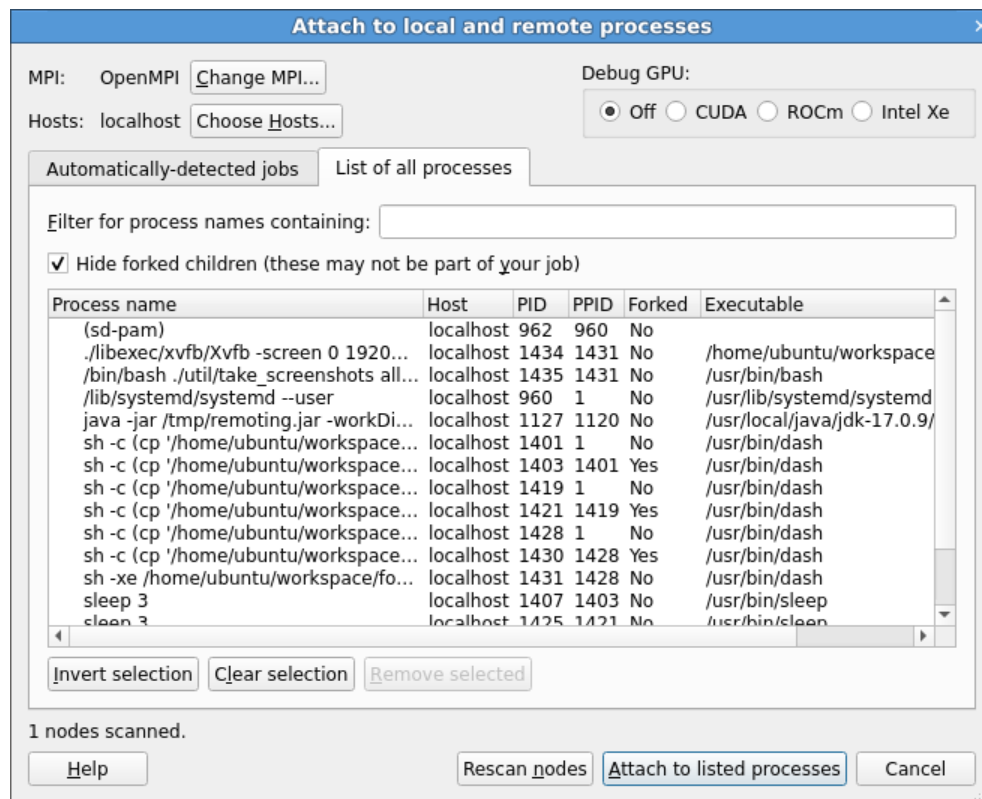 Attach to local and remote processes
MPI: OpenMPI Change MPI...
Debug GPU:
Hosts: localhost Choose Hosts...
Off CUDA ROCm Intel Xe
Automatically-detected jobs List of all processes
Filter for process names containing:
Hide forked children (these may not be part of your job)
Process name Host PID PPID Forked Executable
(sd-pam) localhost 962 960 No
./libexec/xvfb/Xvfb -screen 0 1920... localhost 1434 1431 No /home/ubuntu/workspace
/bin/bash ./util/take_screenshots all... localhost 1435 1431 No /usr/bin/bash
/lib/systemd/systemd --user localhost 960 1 No /usr/lib/systemd/systemd
java -jar /tmp/remoting.jar -workDi... localhost 1127 1120 No /usr/local/java/jdk-17.0.9/
sh -c (cp '/home/ubuntu/workspace... localhost 1401 1 No /usr/bin/dash
sh -c (cp '/home/ubuntu/workspace... localhost 1403 1401 Yes /usr/bin/dash
sh -c (cp '/home/ubuntu/workspace... localhost 1419 1 No /usr/bin/dash
sh -c (cp '/home/ubuntu/workspace... localhost 1421 1419 Yes /usr/bin/dash
sh -c (cp '/home/ubuntu/workspace... localhost 1428 1 No /usr/bin/dash
sh -c (cp '/home/ubuntu/workspace... localhost 1430 1428 Yes /usr/bin/dash
sh -xe /home/ubuntu/workspace/fo... localhost 1431 1428 No /usr/bin/dash
sleep 3 localhost 1407 1403 No /usr/bin/sleep
sleep 3 localhost 1425 1421 No /usr/bin/sleep
Invert selection Clear selection Remove selected
1 nodes scanned.
Help Rescan nodes Attach to listed processes Cancel